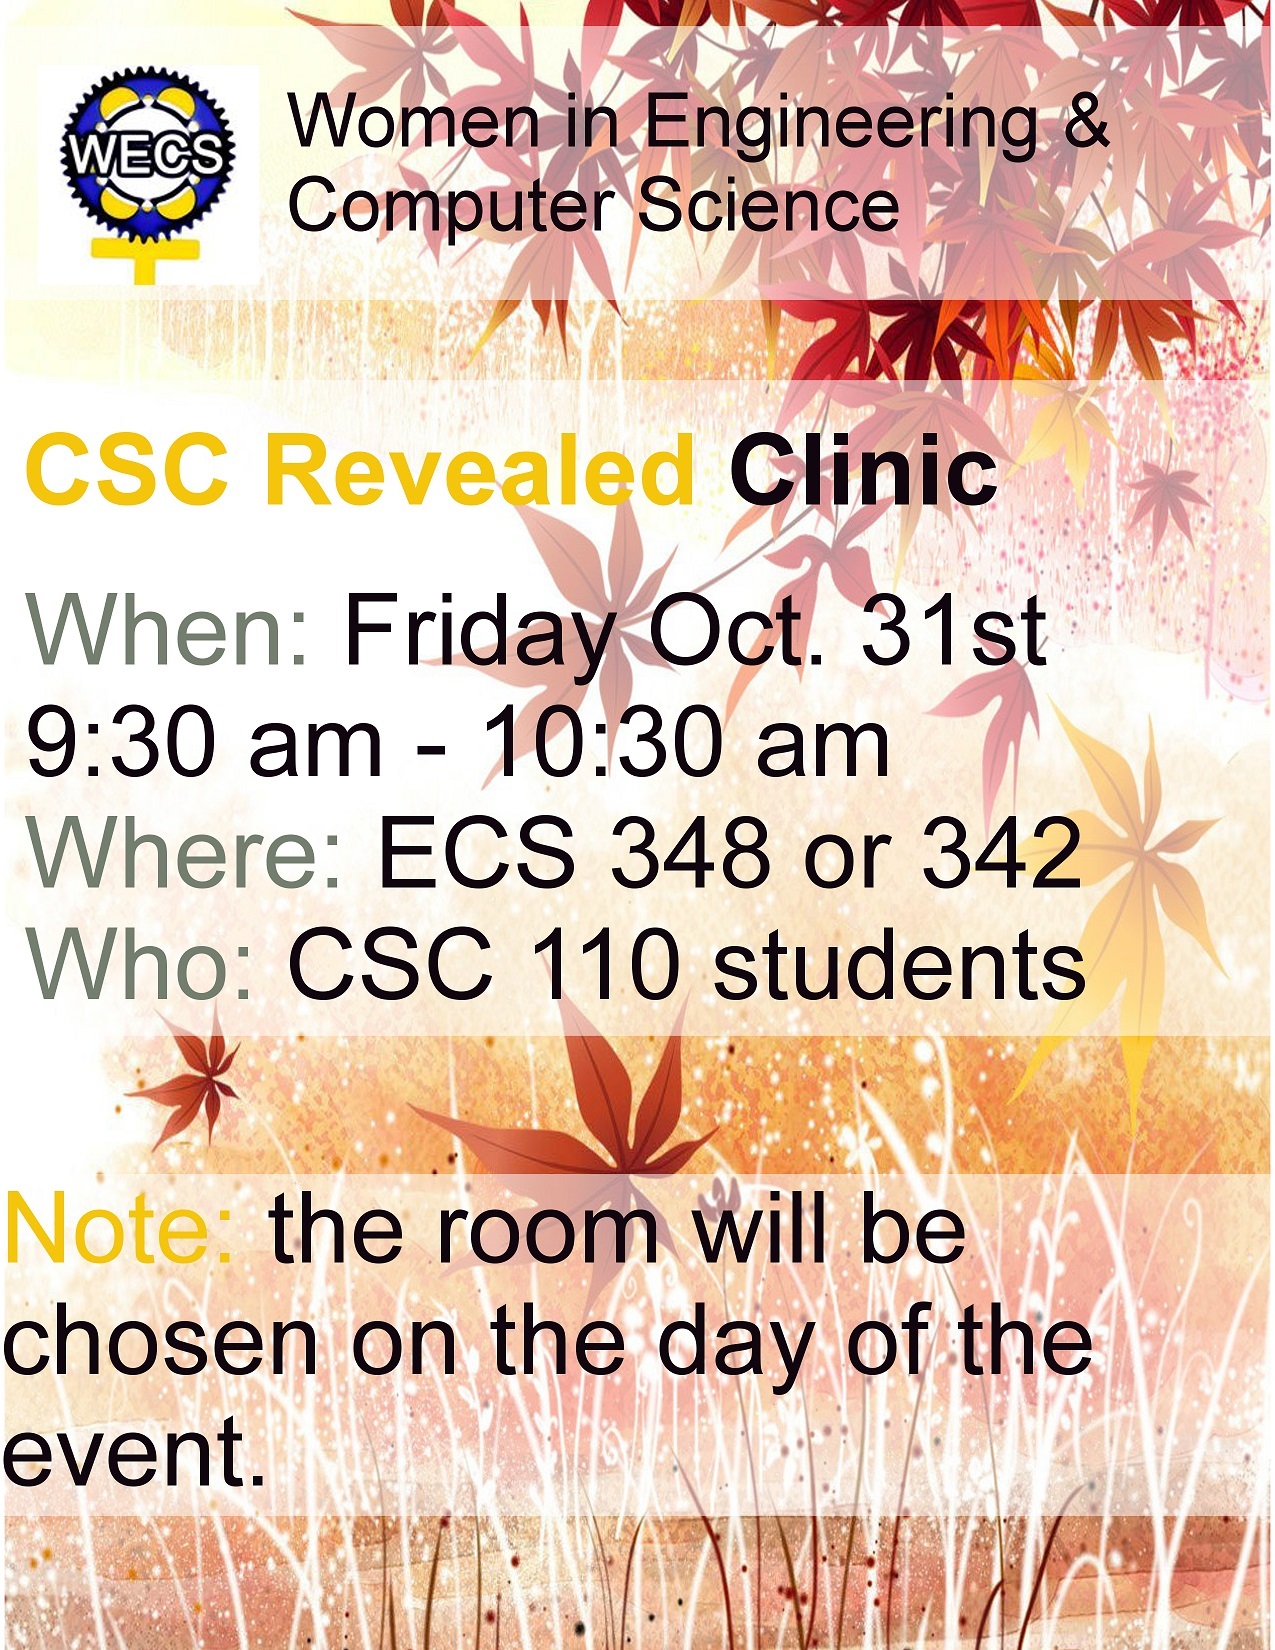 WECS
Women in Engineering &
Computer Science
CSC Revealed Clinic
When: Friday Oct. 31st
9:30 am - 10:30 am
Where: ECS 348 or 342
Who: CSC 110 students
Note: the room will be
chosen on the day of the
event.